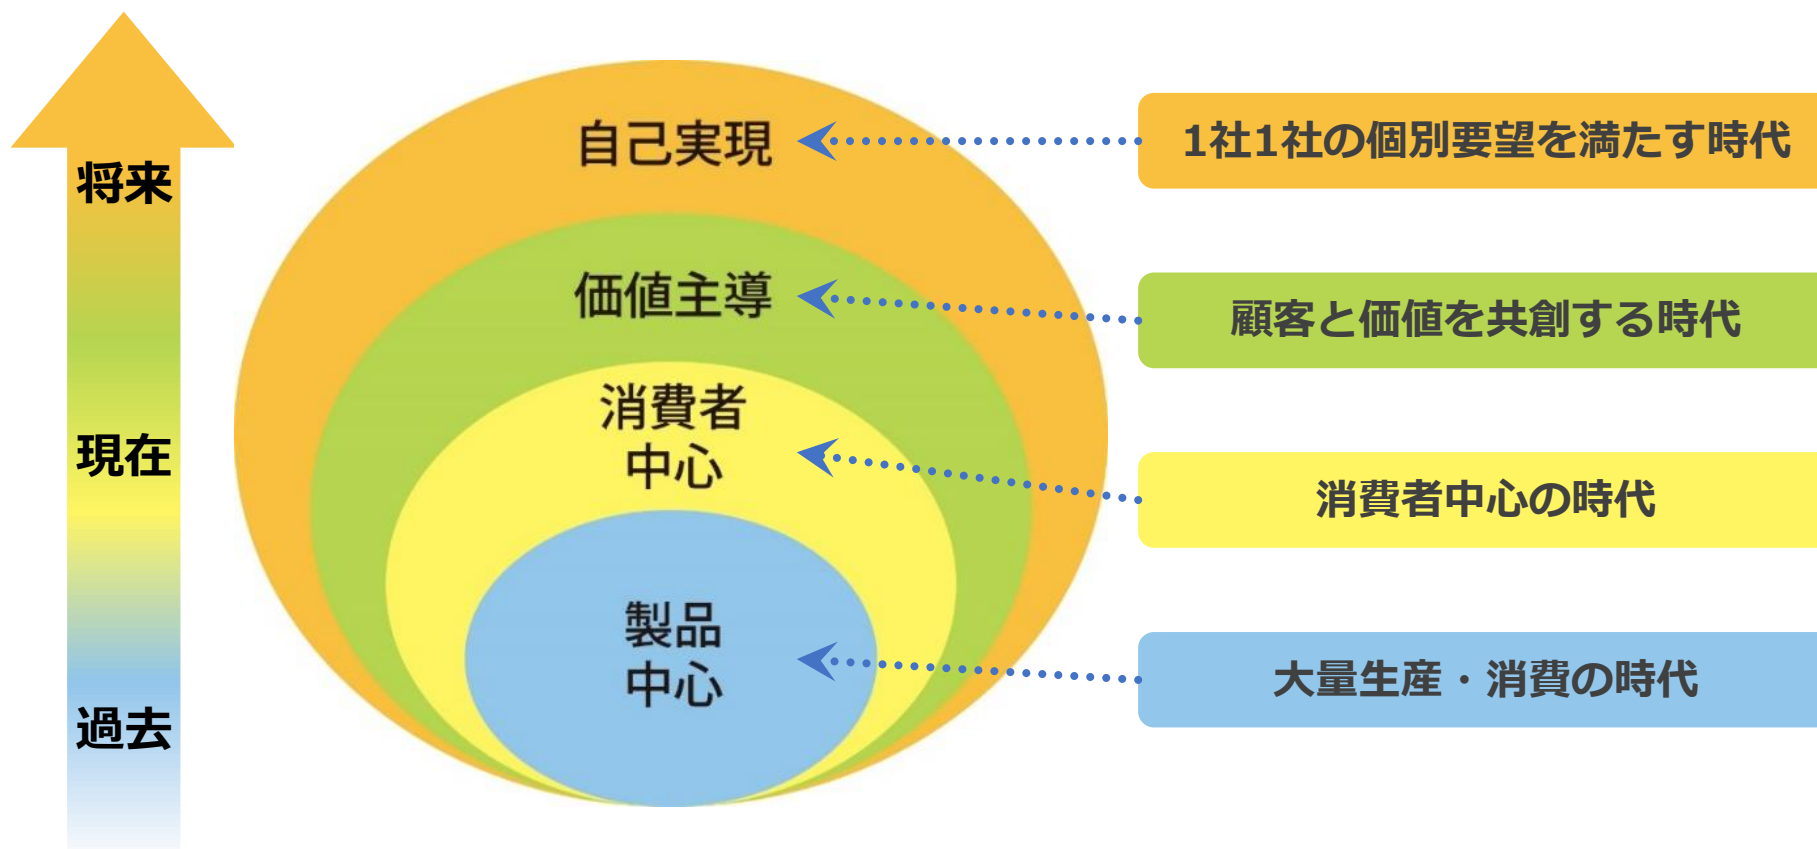 将来
現在
過去
自己実現
価値主導
消費者
中心
製品
中心
1社1社の個別要望を満たす時代
顧客と価値を共創する時代
消費者中心の時代
大量生産・消費の時代